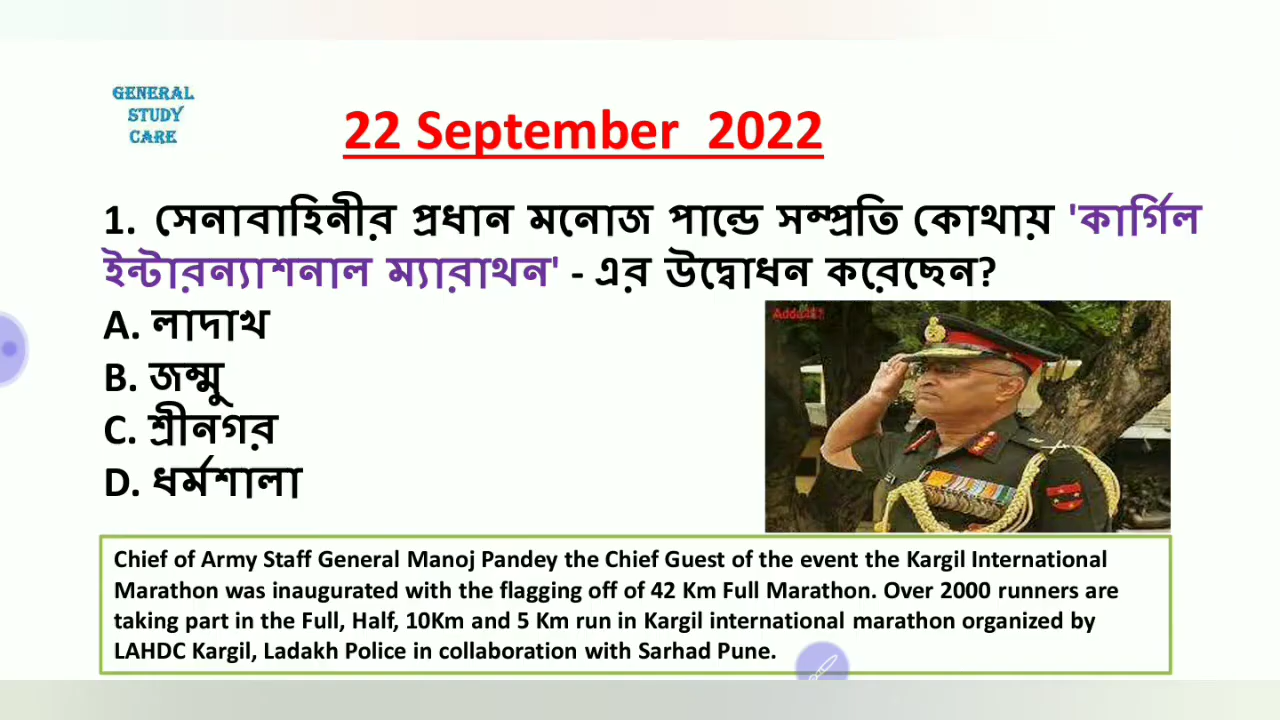 GENERAL
STUDY
CARE
22 September 2022
1. সেনাবাহিনীর প্রধান মনোজ পান্ডে সম্প্রতি কোথায় 'কার্গিল
ইন্টারন্যাশনাল ম্যারাথন' - এর উদ্বোধন করেছেন?
A. লাদাখ
B. জম্মু
C. শ্রীনগর
D. ধর্মশালা
Adda247
Chief of Army Staff General Manoj Pandey the Chief Guest of the event the Kargil International
Marathon was inaugurated with the flagging off of 42 Km Full Marathon. Over 2000 runners are
taking part in the Full, Half, 10Km and 5 Km run in Kargil international marathon organized by
LAHDC Kargil, Ladakh Police in collaboration with Sarhad Pune.